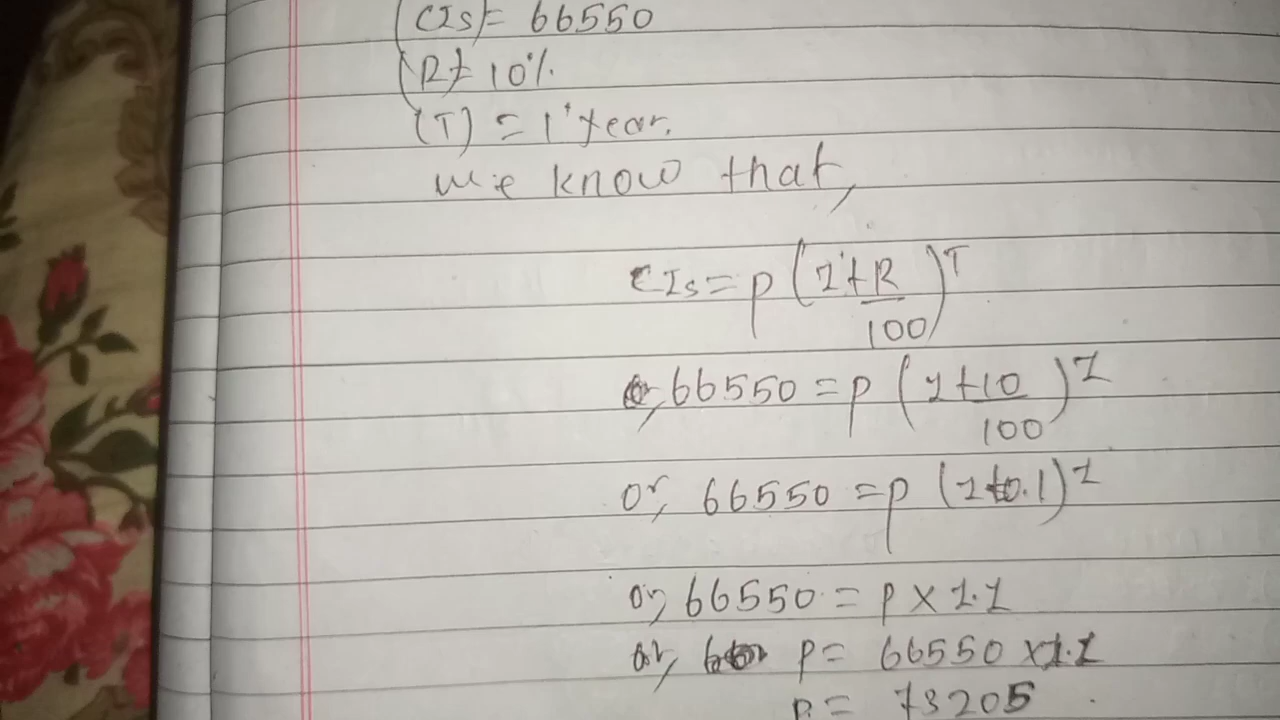 (CIs) = 66550
(R) = 10%.
(T) = 1 year.
we know that,
CIs = p (1+R/100)^T
or, 66550 = p (1+10/100)^1
or, 66550 = p (1+0.1)^1
or, 66550 = p x 1.1
or, p = 66550 x 1.1
p = 73205